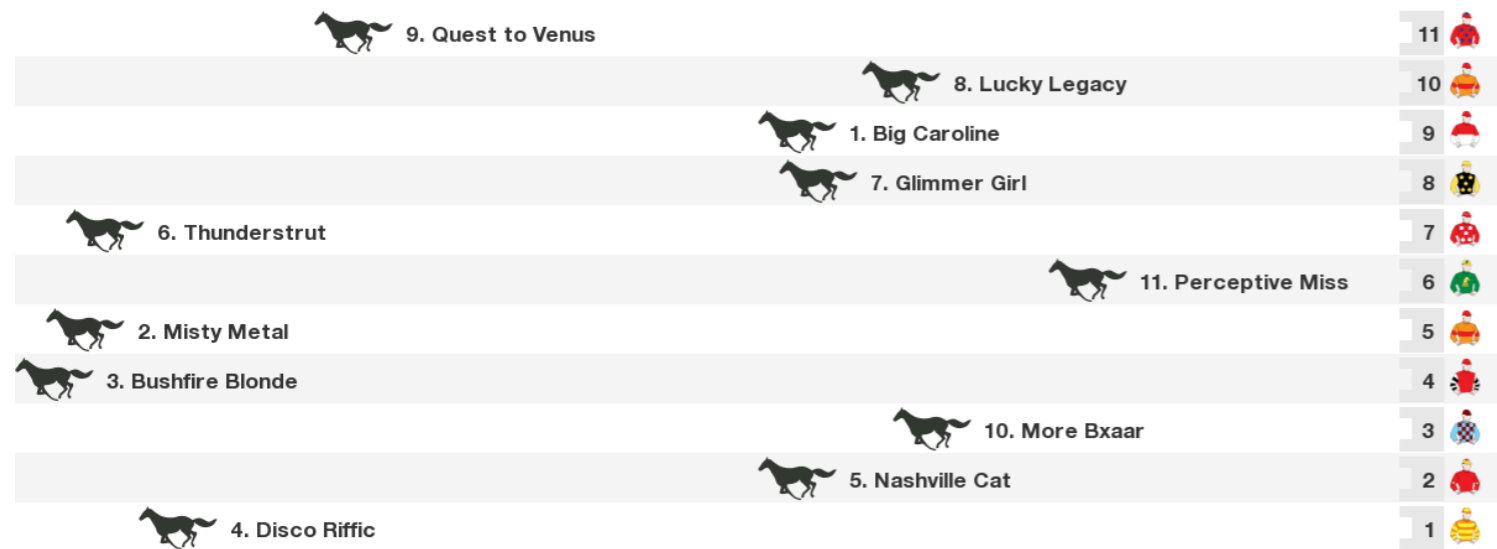 9. Quest to Venus 11
8. Lucky Legacy 10
1. Big Caroline 9
7. Glimmer Girl 8
6. Thunderstrut 7
11. Perceptive Miss 6
2. Misty Metal 5
3. Bushfire Blonde 4
10. More Bxaar 3
5. Nashville Cat 2
4. Disco Riffic 1